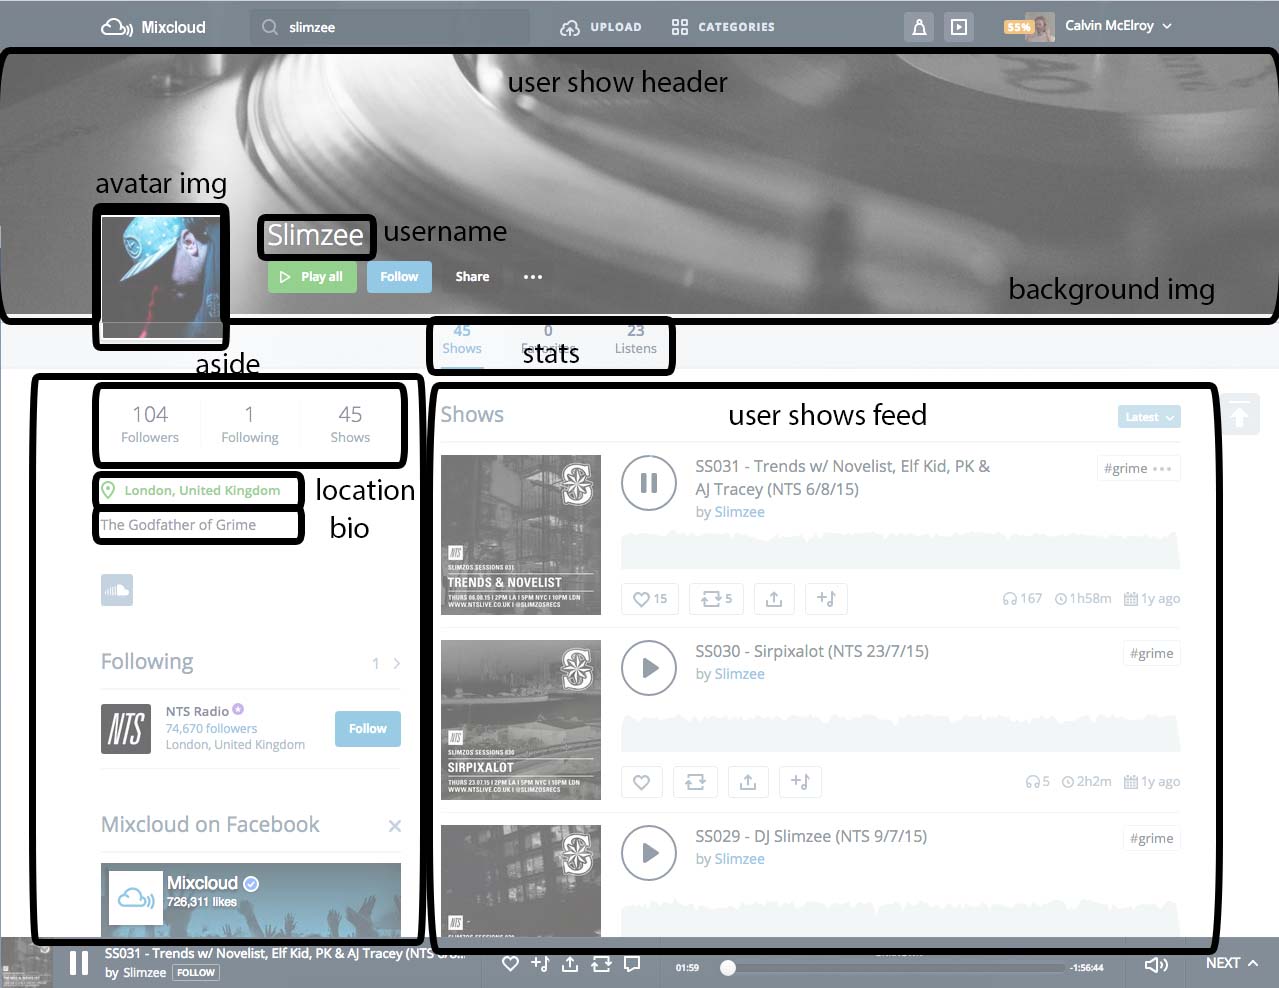 Mixcloud
slimzee
UPLOAD
CATEGORIES
55%
Calvin McElroy
user show header
avatar img
Slimzee
username
Play all
Follow
Share
background img
45
0
23
Shows
Favorites
Listens
stats
aside
104
1
45
Followers
Following
Shows
London, United Kingdom
location
The Godfather of Grime
bio
Following
1
NTS
NTS Radio
74,670 followers
London, United Kingdom
Follow
Mixcloud on Facebook
Mixcloud
726,311 likes
Shows
user shows feed
Latest
NTS
SLIMZOS SESSIONS 031
TRENDS & NOVELIST
THURS 06.08.15 | 2PM LA | 5PM NYC | 10PM LDN
WWW.NTSLIVE.CO.UK | @SLIMZOSRECS
SS031 - Trends w/ Novelist, Elf Kid, PK &
AJ Tracey (NTS 6/8/15)
by Slimzee
#grime
15
5
167
1h58m
1y ago
NTS
SLIMZOS SESSIONS 030
SIRPIXALOT
THURS 23.07.15 | 2PM LA | 5PM NYC | 10PM LDN
WWW.NTSLIVE.CO.UK | @SLIMZOSRECS
SS030 - Sirpixalot (NTS 23/7/15)
by Slimzee
#grime
5
2h2m
1y ago
NTS
SS029 - DJ Slimzee (NTS 9/7/15)
by Slimzee
#grime
SS031 - Trends w/ Novelist, Elf Kid, PK & AJ Tracey (NTS
by Slimzee
FOLLOW
01:59
-1:56:44
NEXT